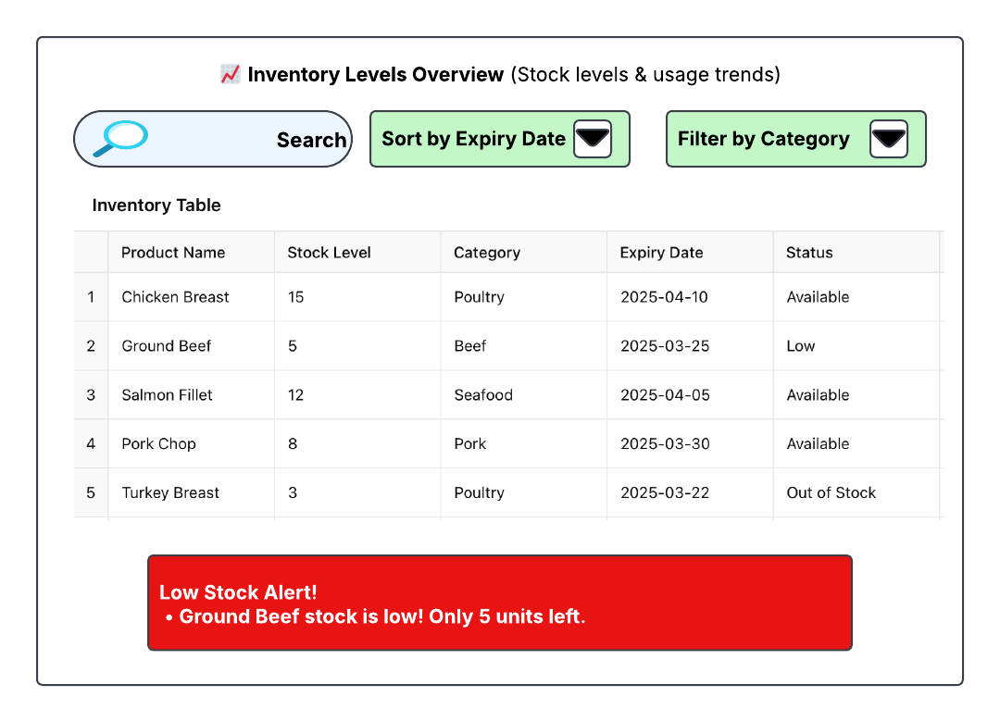 📈 Inventory Levels Overview (Stock levels & usage trends)
Search
Sort by Expiry Date
Filter by Category
Inventory Table
Product Name Stock Level Category Expiry Date Status
1 Chicken Breast 15 Poultry 2025-04-10 Available
2 Ground Beef 5 Beef 2025-03-25 Low
3 Salmon Fillet 12 Seafood 2025-04-05 Available
4 Pork Chop 8 Pork 2025-03-30 Available
5 Turkey Breast 3 Poultry 2025-03-22 Out of Stock
Low Stock Alert!
• Ground Beef stock is low! Only 5 units left.